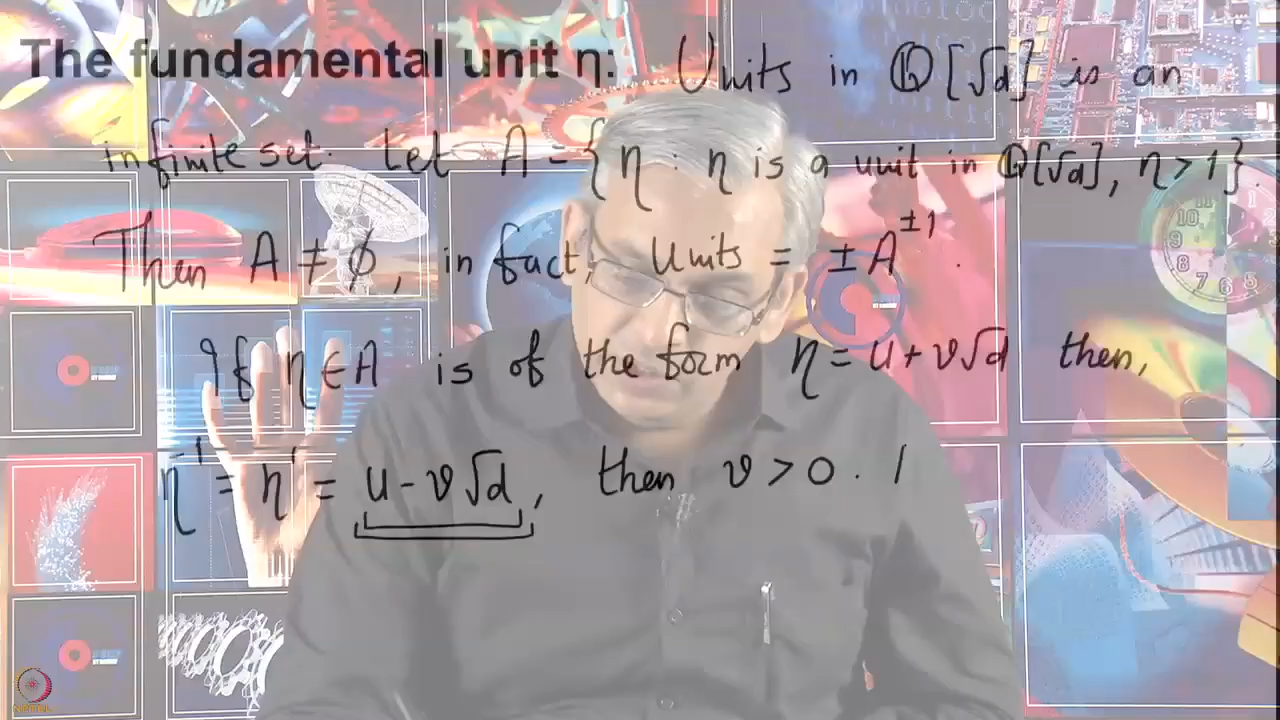 The fundamental unit η: Units in ℚ[√d] is an
infinite set. Let A = {η : η is a unit in ℚ[√d], η > 1}.
Then A ≠ ϕ, in fact, Units = ±A^{±1}.
If η ∈ A is of the form η = u + v√d then,
η^{-1} = η' = u - v√d, then v > 0.
NPTEL